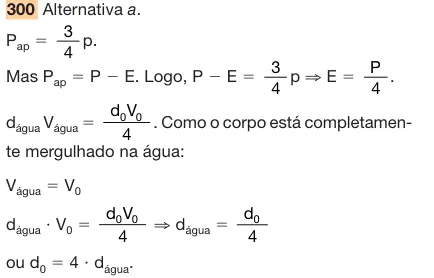 300 Alternativa a.
P_ap = 3/4 p.
Mas P_ap = P − E. Logo, P − E = 3/4 p ⇒ E = P/4.
d_água V_água = d_0V_0/4. Como o corpo está completamen-
te mergulhado na água:
V_água = V_0
d_água · V_0 = d_0V_0/4 ⇒ d_água = d_0/4
ou d_0 = 4 · d_água.